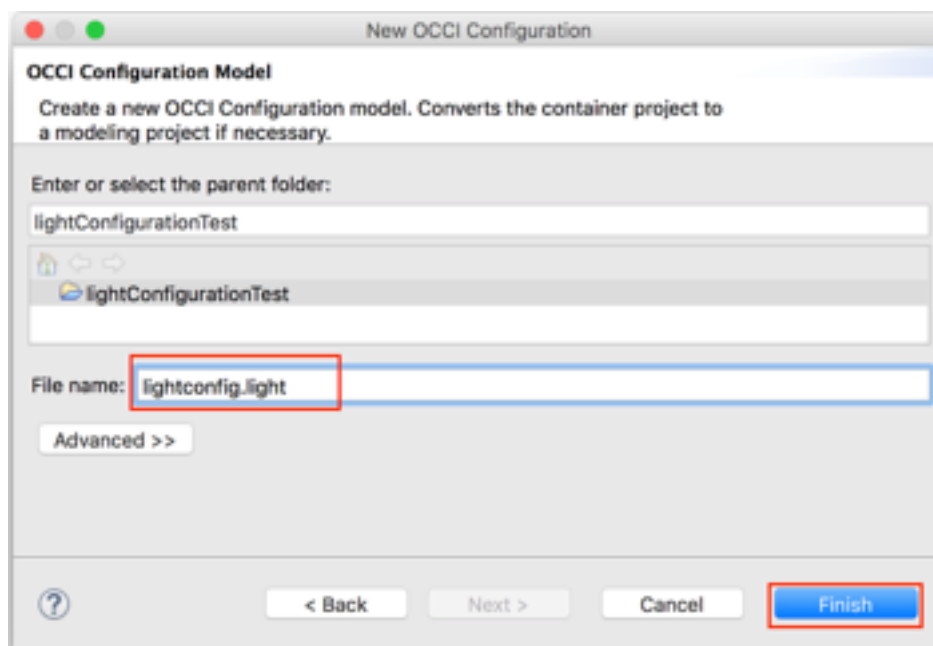 New OCCI Configuration
OCCI Configuration Model
Create a new OCCI Configuration model. Converts the container project to
a modeling project if necessary.
Enter or select the parent folder:
lightConfigurationTest
lightConfigurationTest
File name: lightconfig.light
Advanced >>
? < Back Next > Cancel Finish